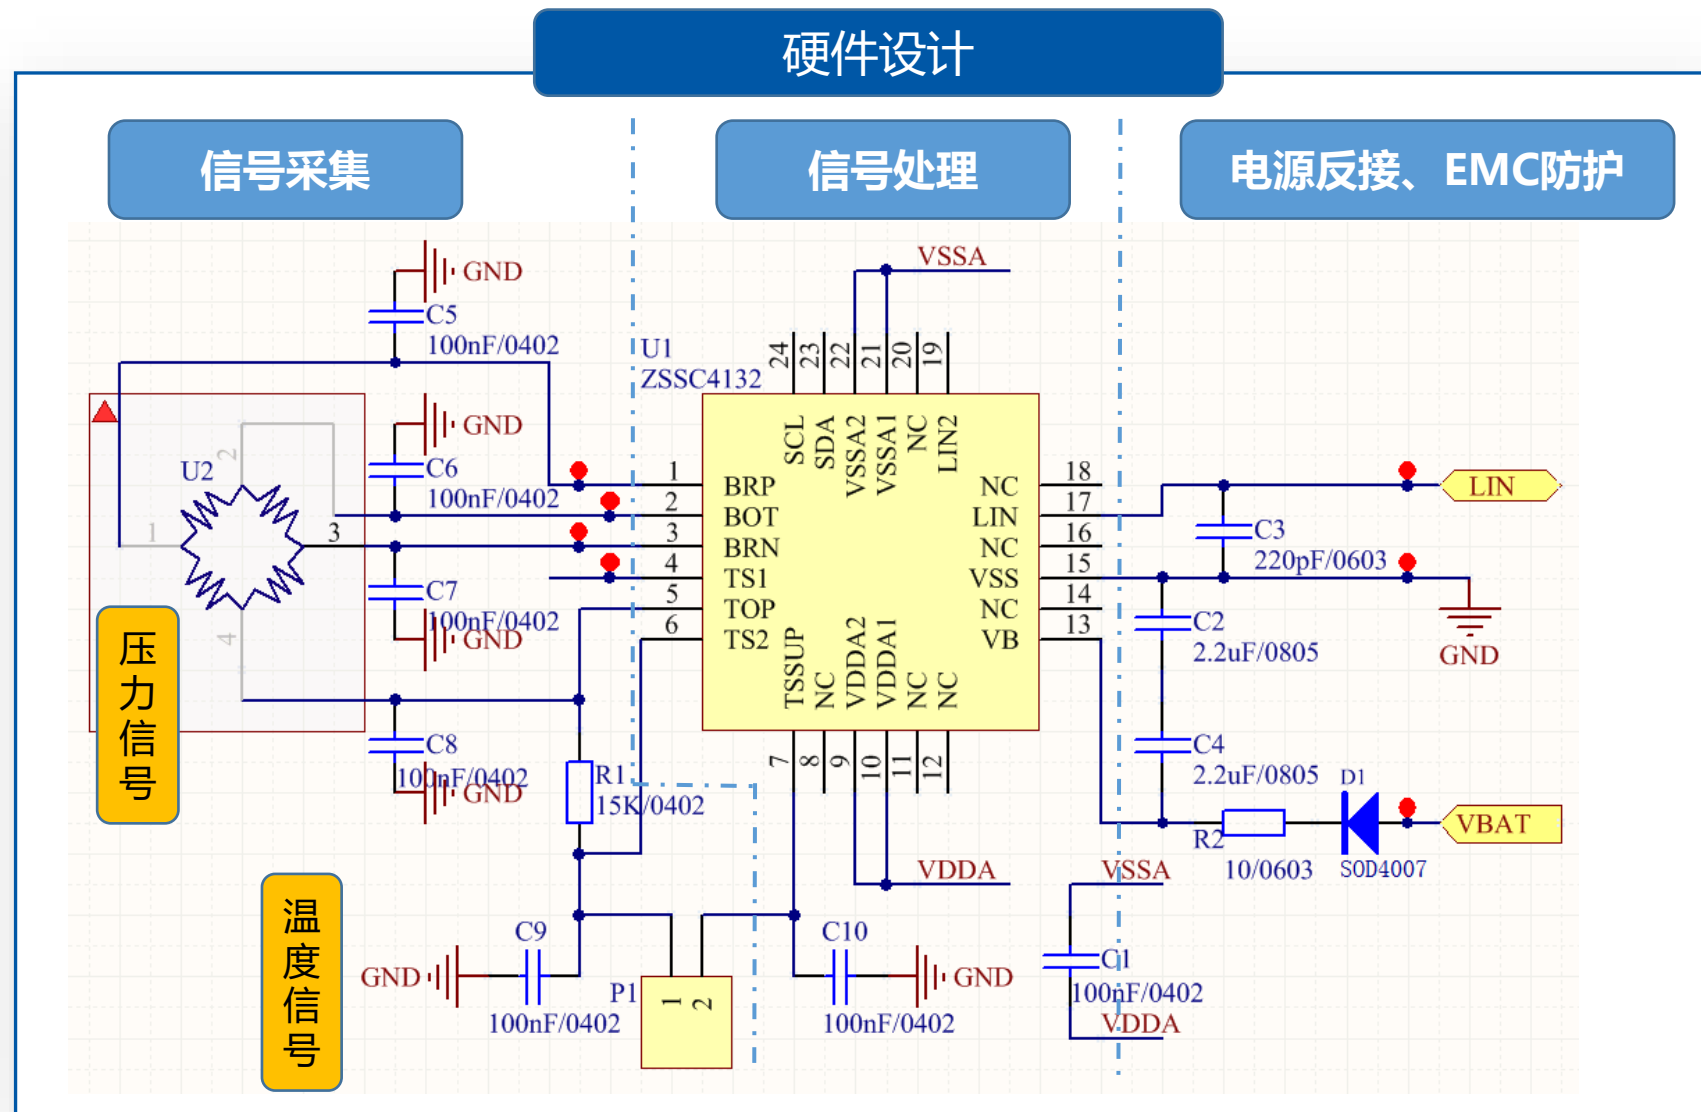 硬件设计
信号采集
信号处理
电源反接、EMC防护
GND
C5
100nF/0402
GND
C6
100nF/0402
U2
1
2
3
4
C7
100nF/0402
GND
C8
100nF/0402
GND
压力信号
温度信号
R1
15K/0402
C9
GND
100nF/0402
P1
1
2
C10
GND
100nF/0402
U1
ZSSC4132
VSSA
24
23
22
21
20
19
SCL
SDA
VSSA2
VSSA1
NC
LIN2
1
BRP
2
BOT
3
BRN
4
TS1
5
TOP
6
TS2
18
NC
17
LIN
16
NC
15
VSS
14
NC
13
VB
TSSUP
NC
VDDA2
VDDA1
NC
NC
7
8
9
10
11
12
VDDA
VSSA
C1
100nF/0402
VDDA
LIN
C3
220pF/0603
C2
2.2uF/0805
GND
C4
2.2uF/0805
D1
VBAT
R2
10/0603
SOD4007